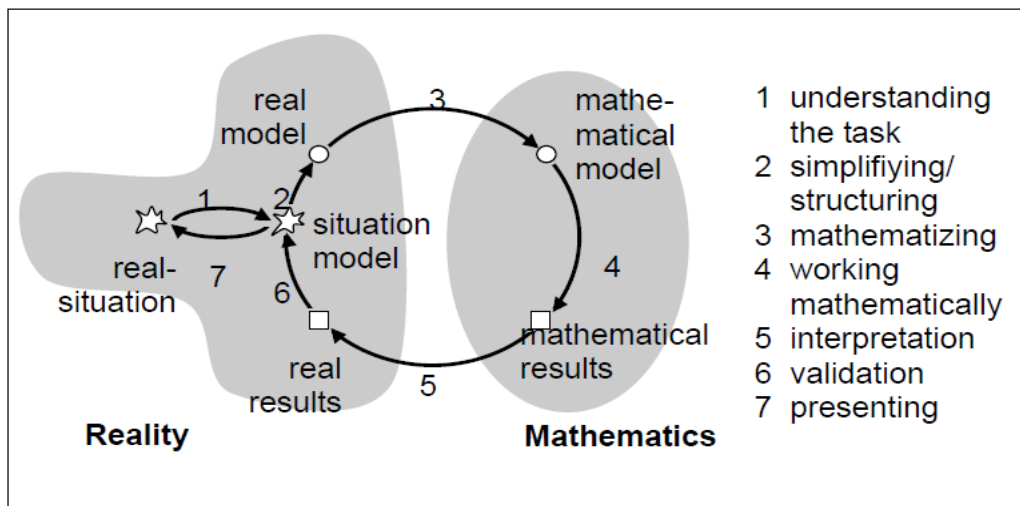 real
model
3
mathe-
matical
model
1
2
situation
model
real-
situation
7
6
4
real
results
5
mathematical
results
Reality
Mathematics
1 understanding
the task
2 simplifiying/
structuring
3 mathematizing
4 working
mathematically
5 interpretation
6 validation
7 presenting